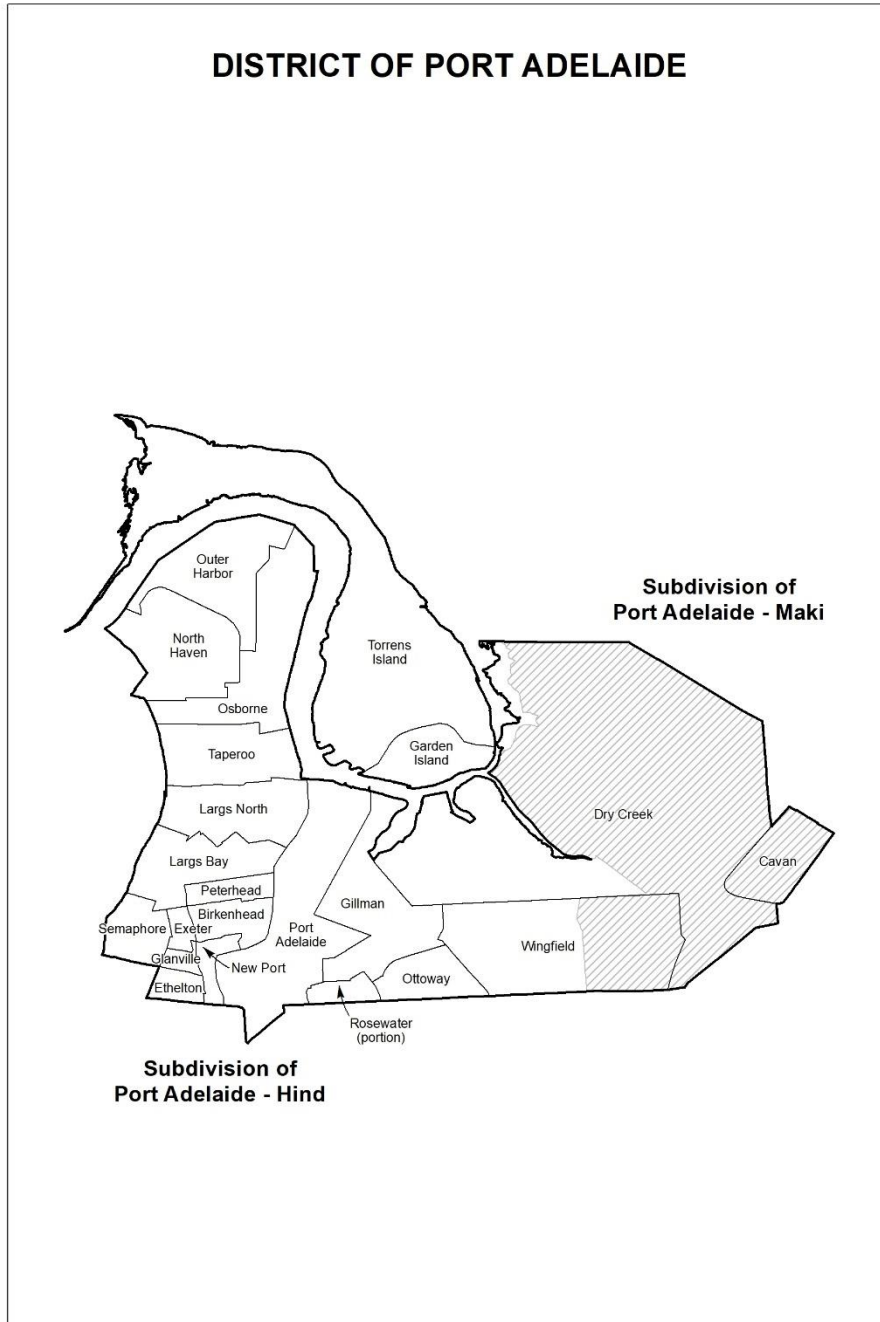 DISTRICT OF PORT ADELAIDE
Outer
Harbor
Subdivision of
Port Adelaide - Maki
North
Haven
Torrens
Island
Osborne
Taperoo
Garden
Island
Largs North
Dry Creek
Largs Bay
Cavan
Peterhead
Gillman
Birkenhead
Semaphore
Exeter
Port
Adelaide
Wingfield
Glanville
New Port
Ottoway
Ethelton
Rosewater
(portion)
Subdivision of
Port Adelaide - Hind